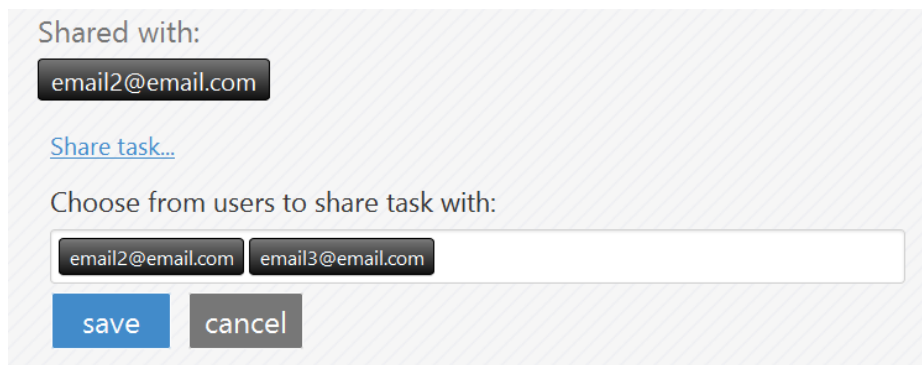 Shared with:
email2@email.com
Share task...
Choose from users to share task with:
email2@email.com email3@email.com
save cancel